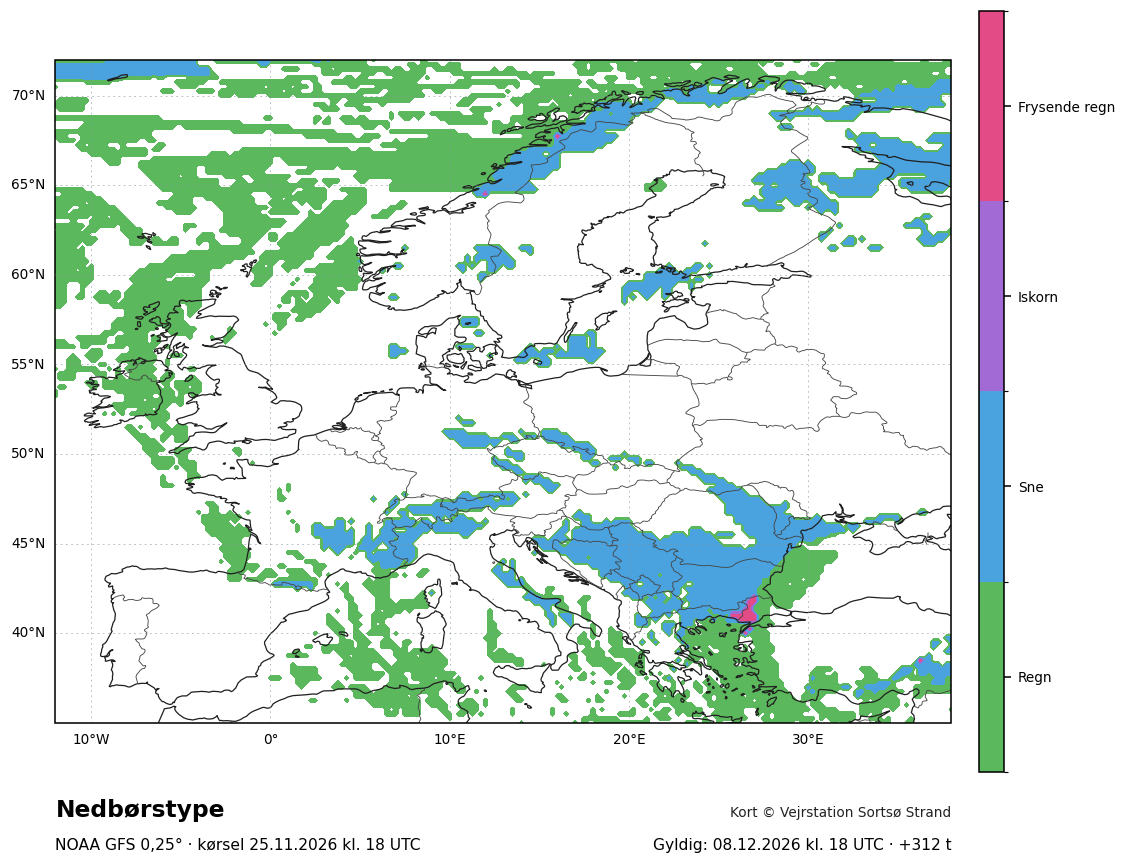 70°N
65°N
60°N
55°N
50°N
45°N
40°N
10°W
0°
10°E
20°E
30°E
Frysende regn
Iskorn
Sne
Regn
Nedbørstype
Kort © Vejrstation Sortsø Strand
NOAA GFS 0,25° · kørsel 25.11.2026 kl. 18 UTC
Gyldig: 08.12.2026 kl. 18 UTC · +312 t